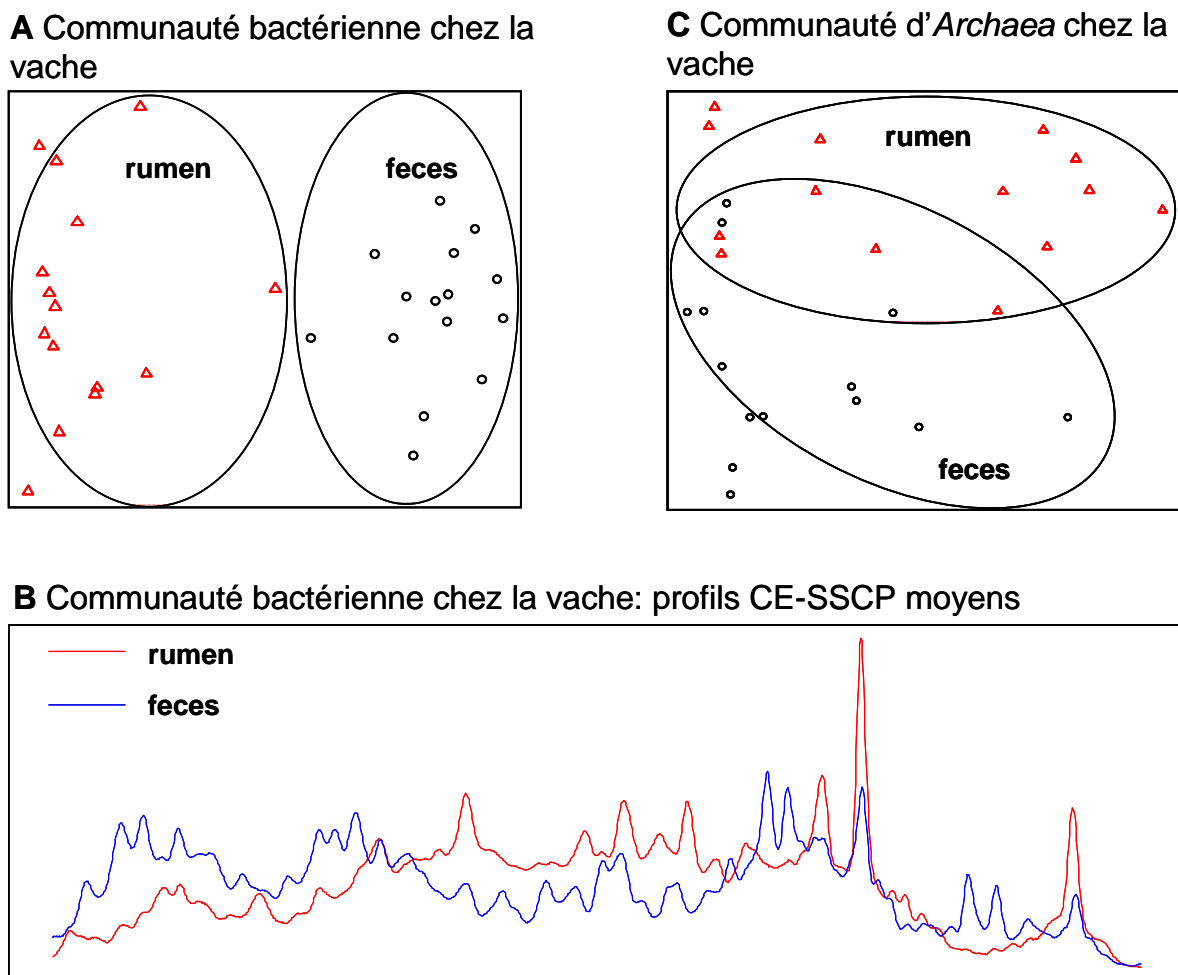 A Communauté bactérienne chez la
vache
rumen
feces
C Communauté d'Archaea chez la
vache
rumen
feces
B Communauté bactérienne chez la vache: profils CE-SSCP moyens
rumen
feces